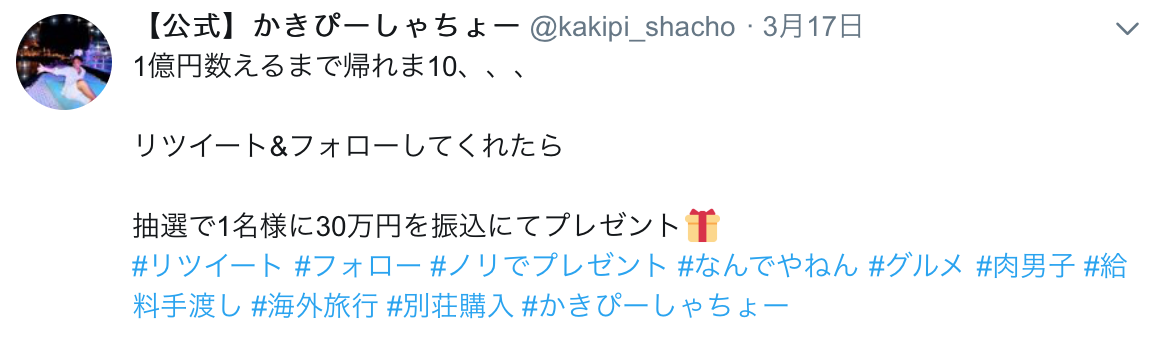 【公式】かきぴーしゃちょー @kakipi_shacho · 3月17日
1億円数えるまで帰れま10、、、
リツイート&フォローしてくれたら
抽選で1名様に30万円を振込にてプレゼント🎁
#リツイート #フォロー #ノリでプレゼント #なんでやねん #グルメ #肉男子 #給
料手渡し #海外旅行 #別荘購入 #かきぴーしゃちょー